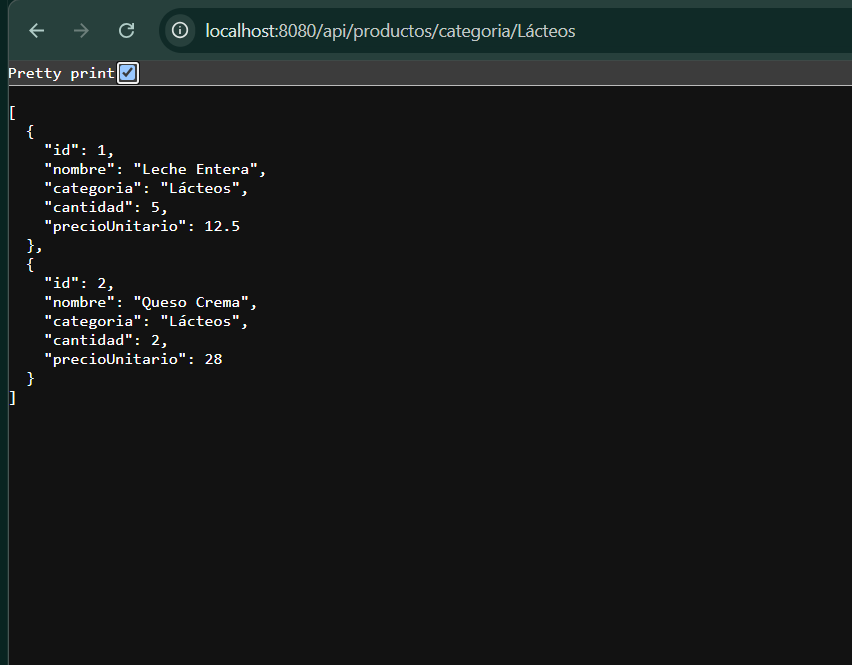 localhost:8080/api/productos/categoria/Lácteos
Pretty print
[
  {
    "id": 1,
    "nombre": "Leche Entera",
    "categoria": "Lácteos",
    "cantidad": 5,
    "precioUnitario": 12.5
  },
  {
    "id": 2,
    "nombre": "Queso Crema",
    "categoria": "Lácteos",
    "cantidad": 2,
    "precioUnitario": 28
  }
]